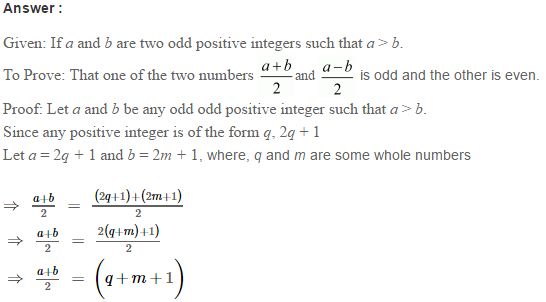 Answer :
Given: If a and b are two odd positive integers such that a > b.
To Prove: That one of the two numbers (a+b)/2 and (a−b)/2 is odd and the other is even.
Proof: Let a and b be any odd odd positive integer such that a > b.
Since any positive integer is of the form q, 2q + 1
Let a = 2q + 1 and b = 2m + 1, where, q and m are some whole numbers
⇒ (a+b)/2 = ((2q+1)+(2m+1))/2
⇒ (a+b)/2 = (2(q+m)+1))/2
⇒ (a+b)/2 = (q+m+1)